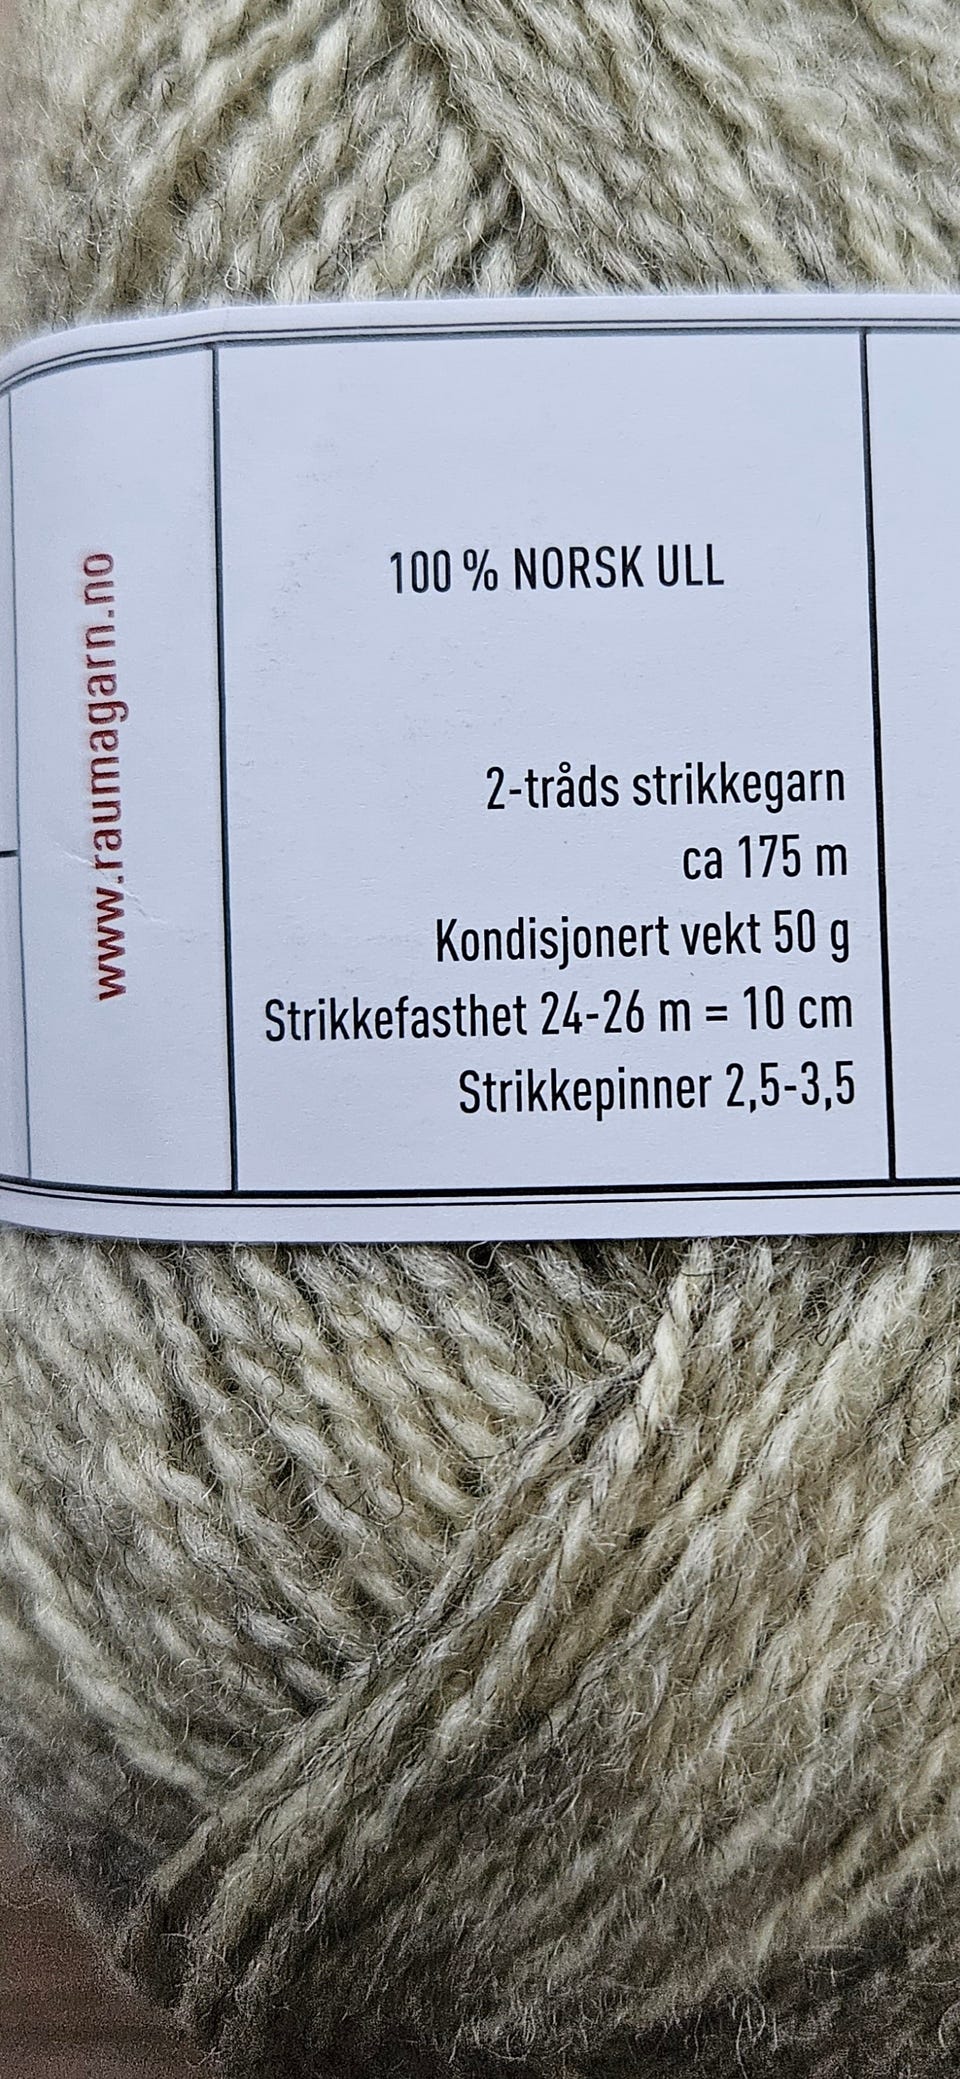 www.raumagarn.no
100 % NORSK ULL
2-tråds strikkegarn
ca 175 m
Kondisjonert vekt 50 g
Strikkefasthet 24-26 m = 10 cm
Strikkepinner 2,5-3,5